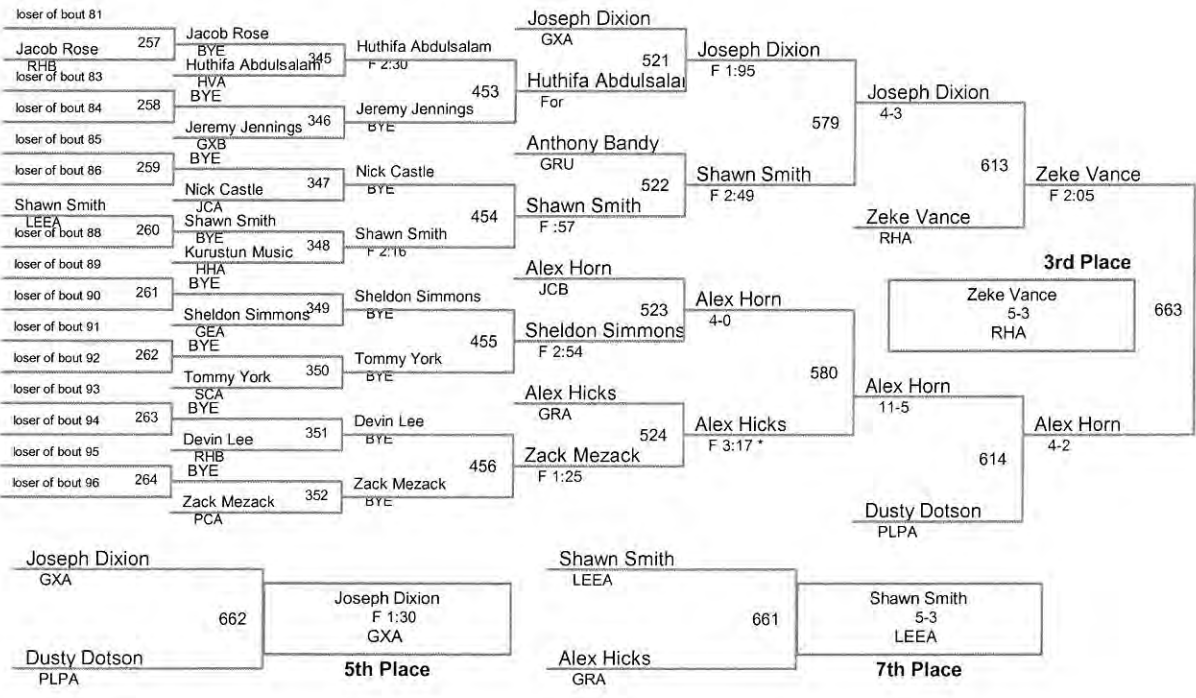 loser of bout 81
257
Jacob Rose
RHB
loser of bout 83
258
loser of bout 84
loser of bout 85
259
loser of bout 86
Shawn Smith
LEEA
260
loser of bout 88
loser of bout 89
261
loser of bout 90
loser of bout 91
262
loser of bout 92
loser of bout 93
263
loser of bout 94
loser of bout 95
264
loser of bout 96
Jacob Rose
BYE
345
Huthifa Abdulsalam
HVA
BYE
346
Jeremy Jennings
GXB
BYE
347
Nick Castle
JCA
Shawn Smith
BYE
348
Kurustun Music
HHA
BYE
349
Sheldon Simmons
GEA
BYE
350
Tommy York
SCA
BYE
351
Devin Lee
RHB
BYE
352
Zack Mezack
PCA
Huthifa Abdulsalam
F 2:30
453
Jeremy Jennings
BYE
Nick Castle
BYE
454
Shawn Smith
F 2:16
Sheldon Simmons
BYE
455
Tommy York
BYE
Devin Lee
BYE
456
Zack Mezack
BYE
Joseph Dixion
GXA
521
Huthifa Abdulsalam
For
Anthony Bandy
GRU
522
Shawn Smith
F :57
Alex Horn
JCB
523
Sheldon Simmons
F 2:54
Alex Hicks
GRA
524
Zack Mezack
F 1:25
Joseph Dixion
F 1:95
579
Shawn Smith
F 2:49
Alex Horn
4-0
580
Alex Hicks
F 3:17 *
Joseph Dixion
4-3
613
Zeke Vance
RHA
Alex Horn
11-5
614
Dusty Dotson
PLPA
Zeke Vance
F 2:05
663
Alex Horn
4-2
3rd Place
Zeke Vance
5-3
RHA
Joseph Dixion
GXA
662
Dusty Dotson
PLPA
Joseph Dixion
F 1:30
GXA
5th Place
Shawn Smith
LEEA
661
Alex Hicks
GRA
Shawn Smith
5-3
LEEA
7th Place